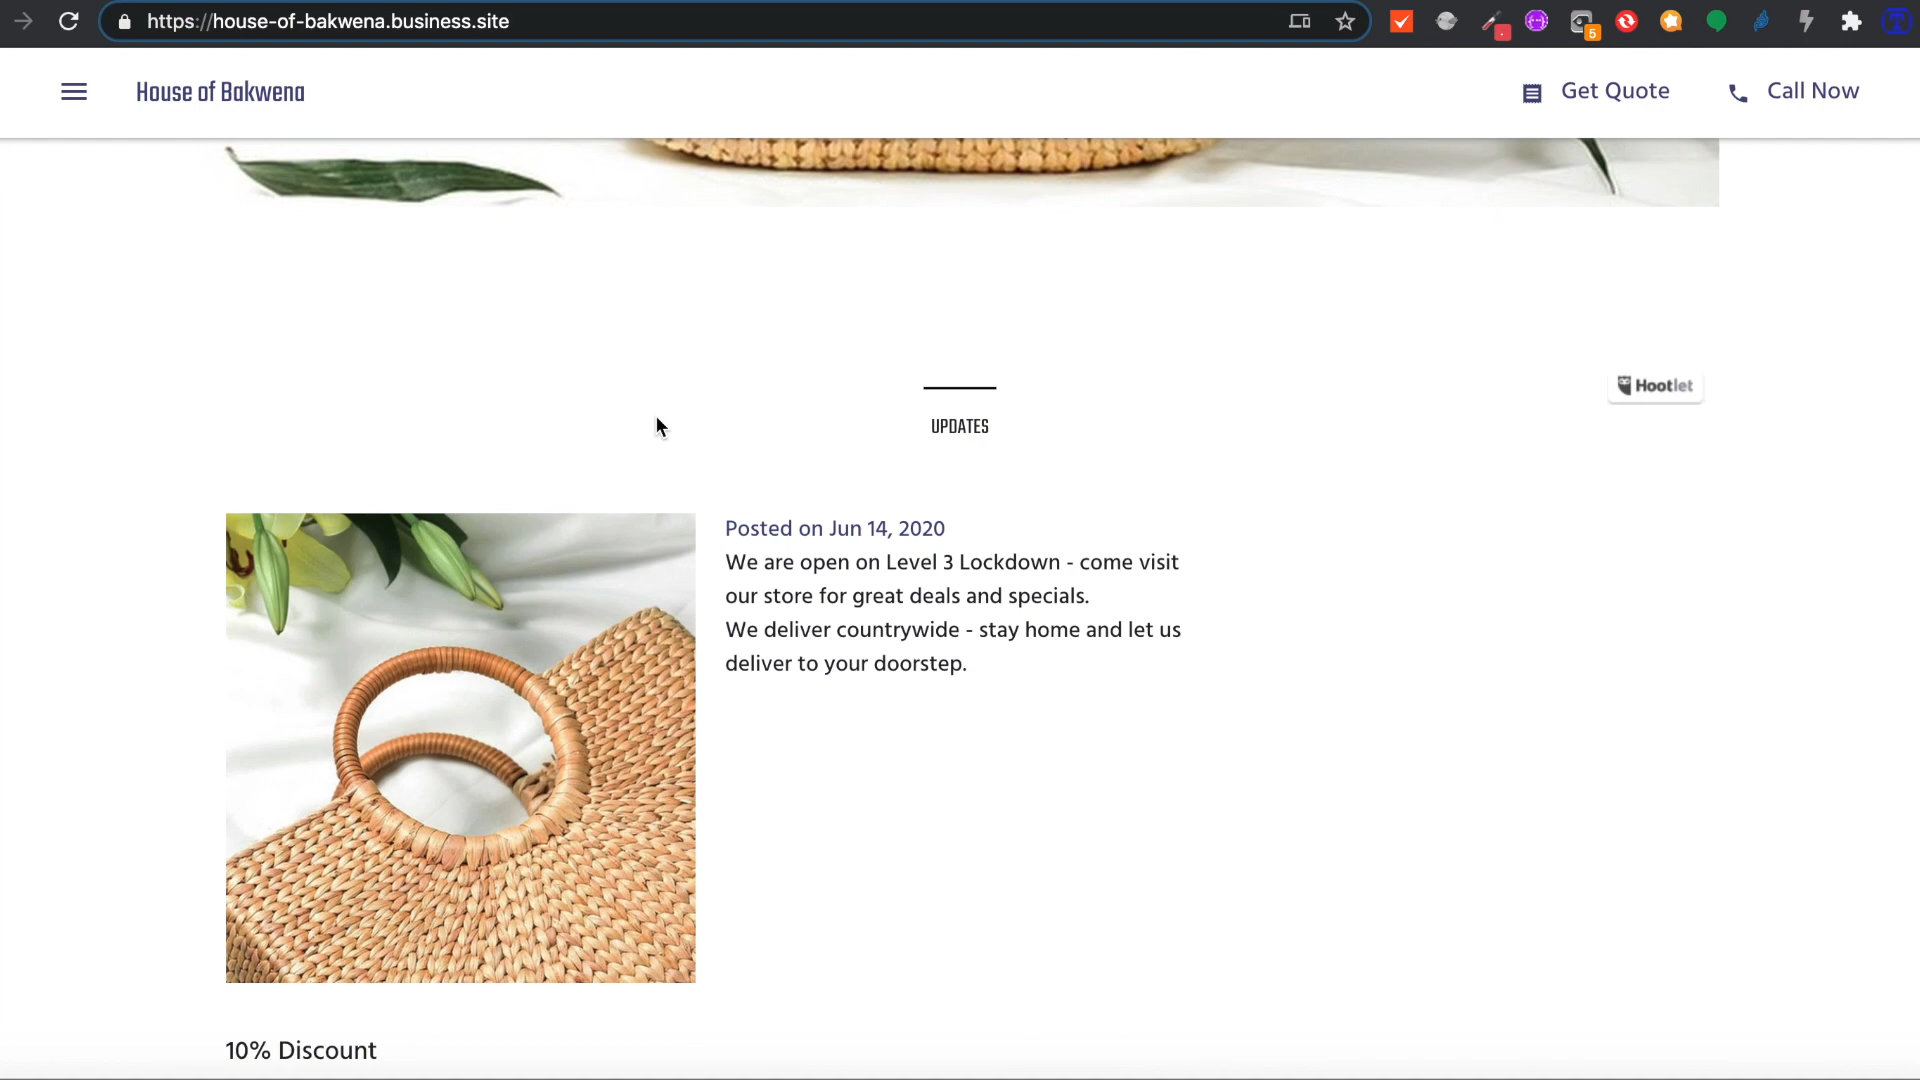 https://house-of-bakwena.business.site
5
House of Bakwena
Get Quote
Call Now
Hootlet
UPDATES
Posted on Jun 14, 2020
We are open on Level 3 Lockdown - come visit
our store for great deals and specials.
We deliver countrywide - stay home and let us
deliver to your doorstep.
10% Discount